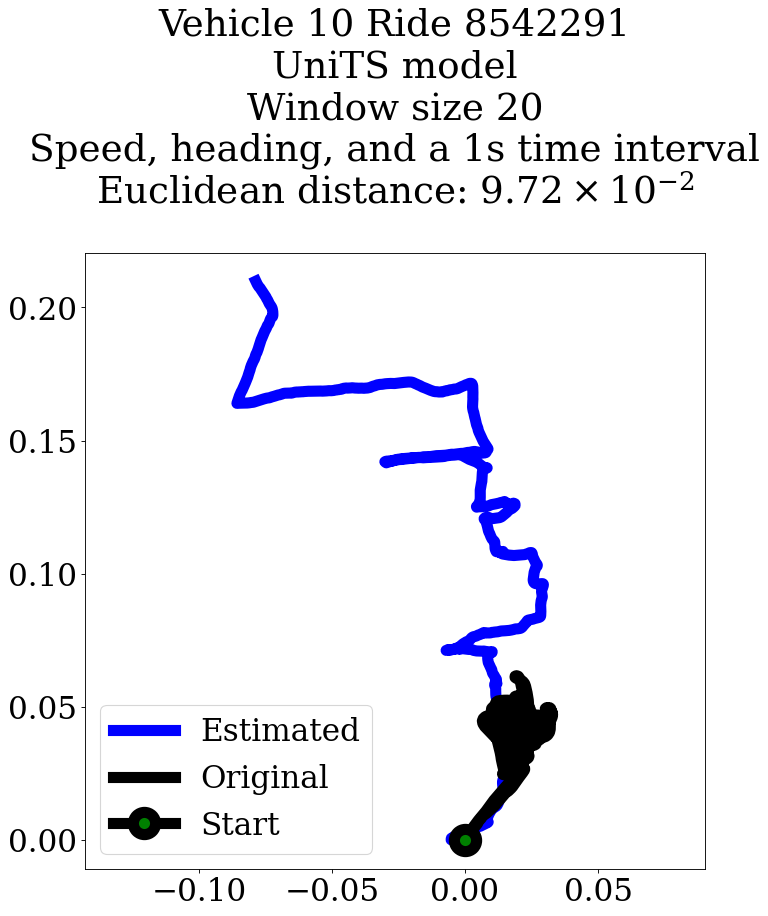 Vehicle 10 Ride 8542291
UniTS model
Window size 20
Speed, heading, and a 1s time interval
Euclidean distance: 9.72 × 10⁻²
0.20
0.15
0.10
0.05
0.00
Estimated
Original
Start
−0.10 −0.05 0.00 0.05